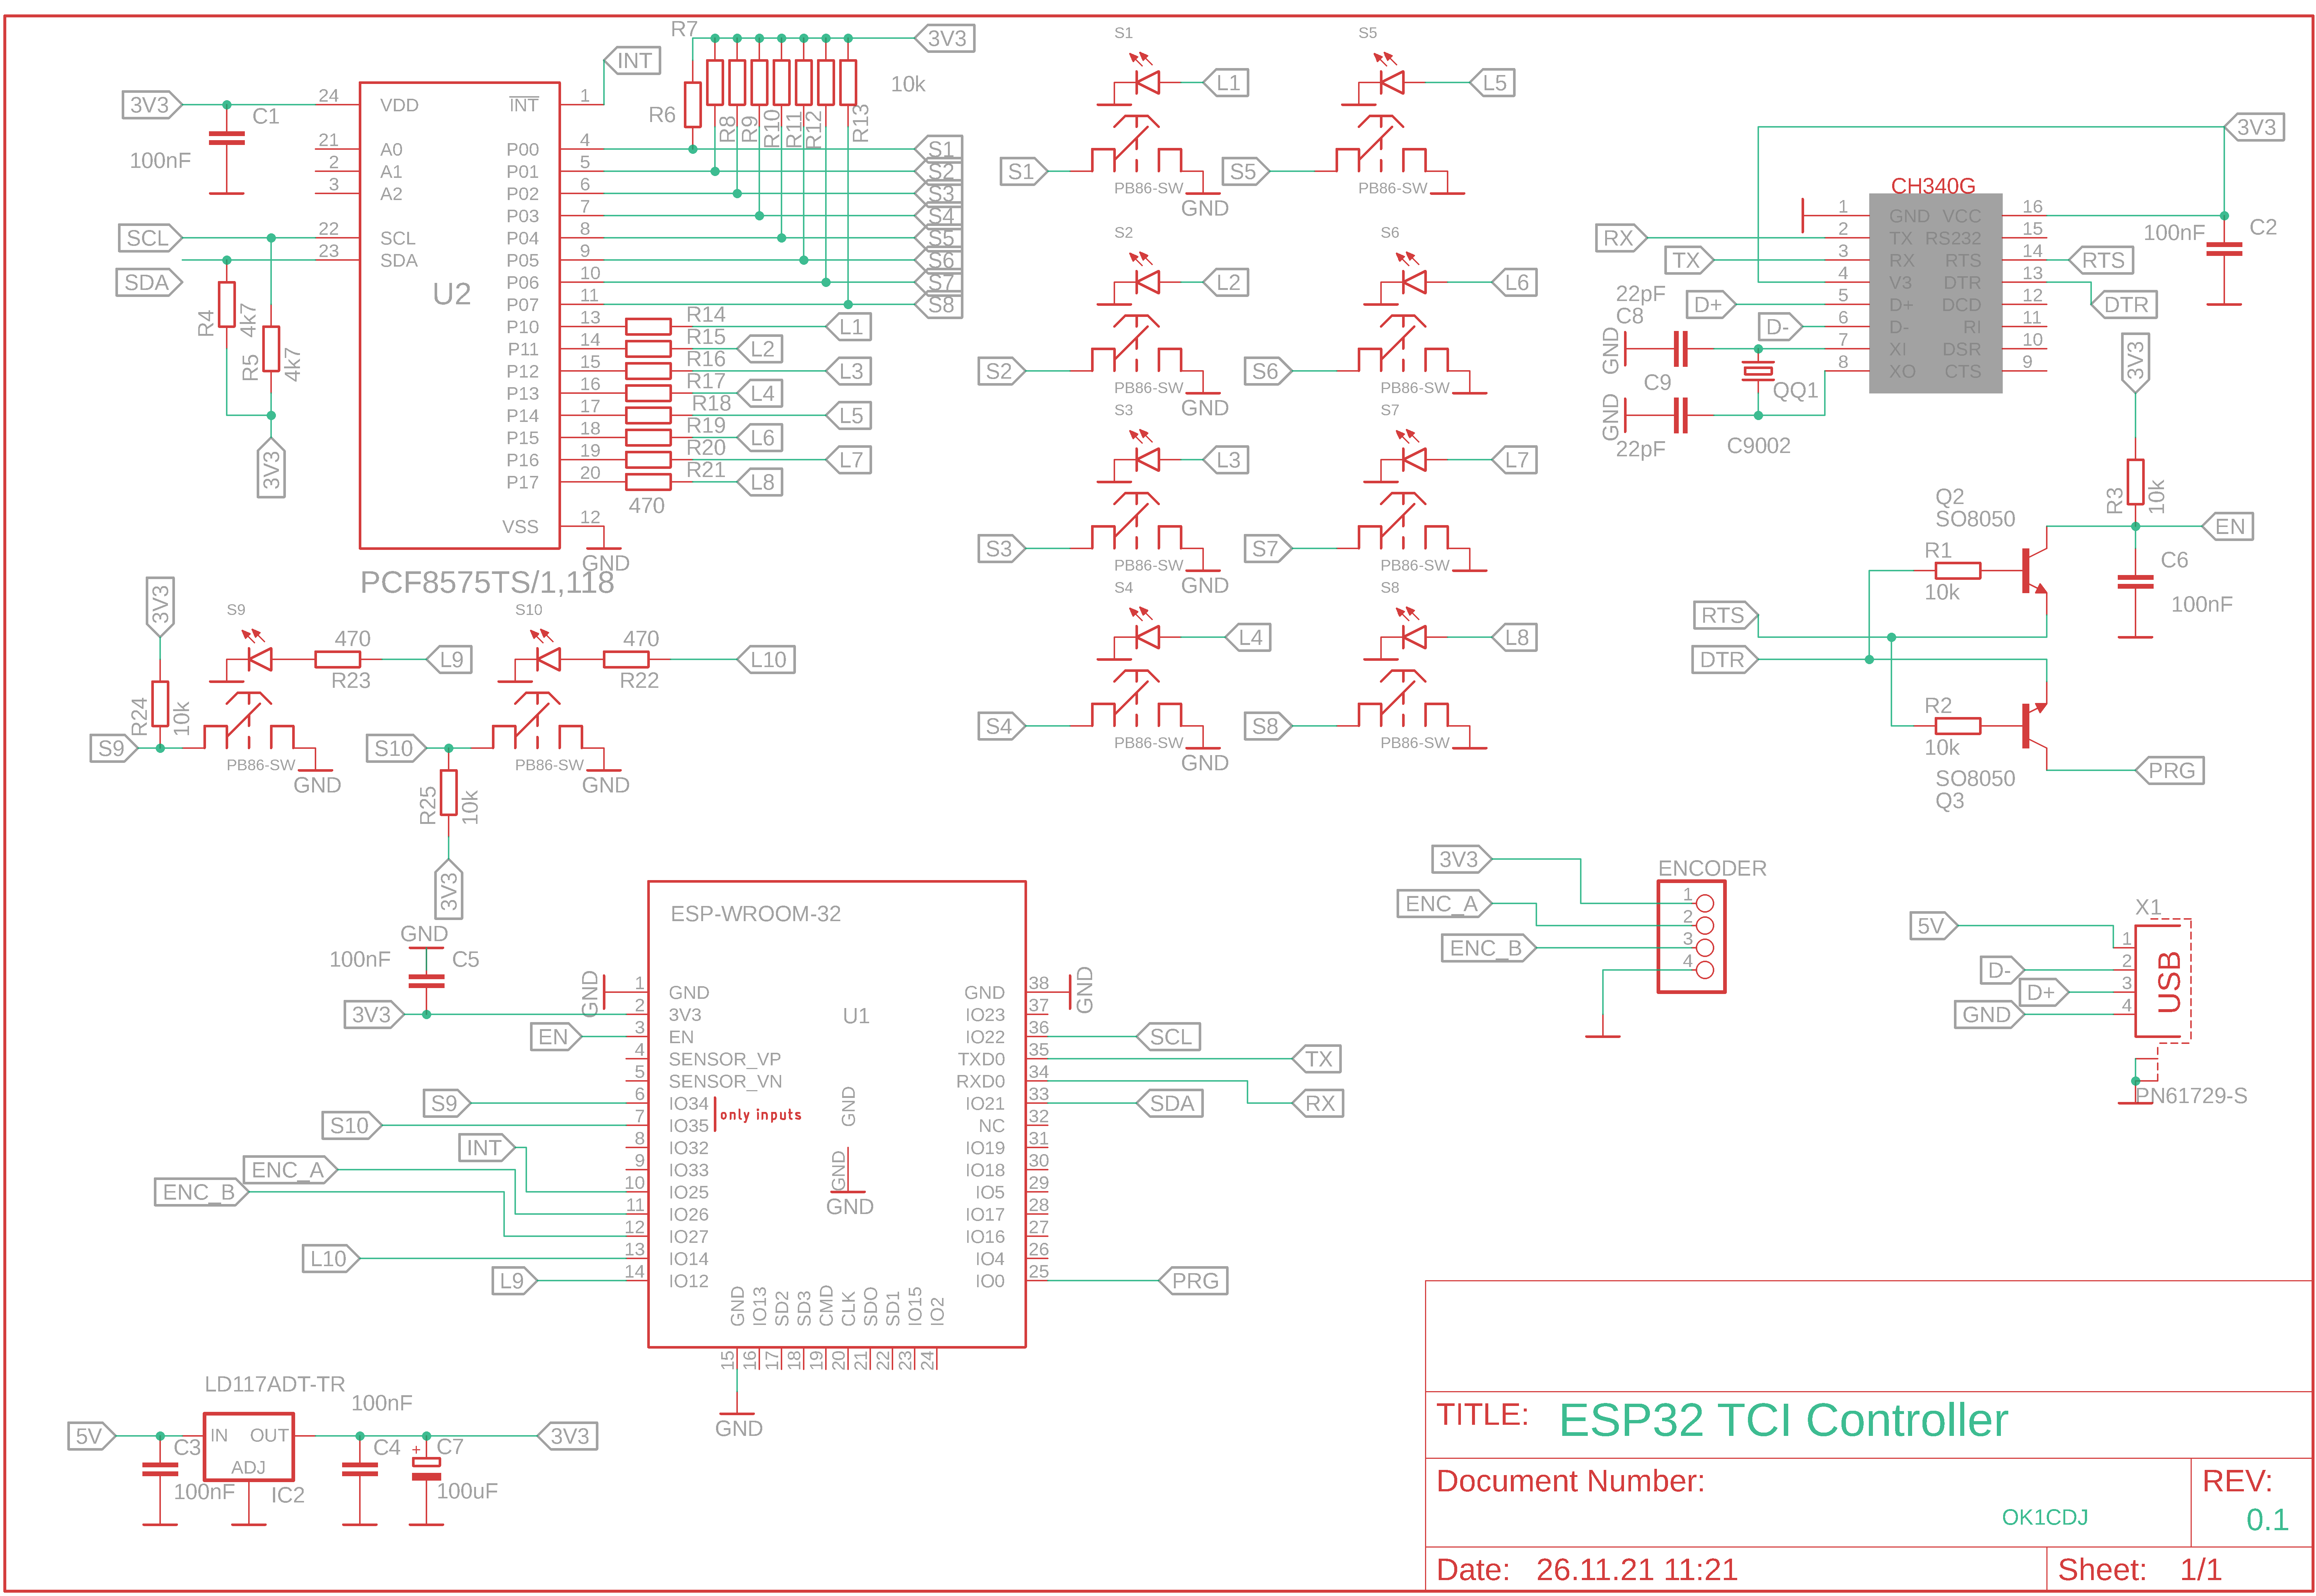 R7
3V3
INT
10k
R6
R8
R9
R10
R11
R12
R13
3V3
C1
100nF
24 VDD INT 1
21 A0 P00 4 S1
2 A1 P01 5 S2
3 A2 P02 6 S3
P03 7 S4
SCL 22 SCL P04 8 S5
SDA 23 SDA P05 9 S6
P06 10 S7
P07 11 S8
P10 13 R14 L1
P11 14 R15 L2
P12 15 R16 L3
P13 16 R17 L4
P14 17 R18 L5
P15 18 R19 L6
P16 19 R20 L7
P17 20 R21 L8
470
VSS 12
GND
U2
PCF8575TS/1,118
R4
4k7
R5
4k7
3V3
S1
L1
S1
PB86-SW
GND
S5
L5
S5
PB86-SW
S2
L2
S2
PB86-SW
GND
S6
L6
S6
PB86-SW
S3
L3
S3
PB86-SW
GND
S7
L7
S7
PB86-SW
S4
L4
S4
PB86-SW
GND
S8
L8
S8
PB86-SW
3V3
CH340G
1 GND VCC 16
RX 2 TX RS232 15
TX 3 RX RTS 14 RTS
4 V3 DTR 13 DTR
D+ 5 D+ DCD 12
D- 6 D- RI 11
7 XI DSR 10
8 XO CTS 9
100nF
C2
22pF
C8
GND
C9
GND
22pF
QQ1
C9002
3V3
R3
10k
EN
C6
100nF
Q2
SO8050
R1
10k
RTS
DTR
R2
10k
SO8050
Q3
PRG
3V3
S9
470
L9
R23
R24
10k
S9
PB86-SW
GND
S10
470
L10
R22
S10
PB86-SW
GND
R25
10k
3V3
GND
100nF
C5
3V3
ESP-WROOM-32
U1
GND
1 GND GND 38
GND
2 3V3 IO23 37
EN 3 EN IO22 36 SCL
4 SENSOR_VP TXD0 35 TX
5 SENSOR_VN RXD0 34 RX
S9 6 IO34 IO21 33 SDA
only inputs
S10 7 IO35 NC 32
INT 8 IO32 IO19 31
ENC_A 9 IO33 IO18 30
ENC_B 10 IO25 IO5 29
11 IO26 IO17 28
12 IO27 IO16 27
L10 13 IO14 IO4 26
L9 14 IO12 IO0 25 PRG
GND
GND
GND
GND IO13 SD2 SD3 CMD CLK SDO SD1 IO15 IO2
15 16 17 18 19 20 21 22 23 24
GND
3V3
ENC_A
ENC_B
ENCODER
1
2
3
4
5V
D-
D+
GND
X1
1
2
3
4
USB
PN61729-S
LD117ADT-TR
5V
IN OUT
ADJ
IC2
C3
100nF
100nF
C4
+ C7
100uF
3V3
TITLE: ESP32 TCI Controller
Document Number:
OK1CDJ
REV:
0.1
Date: 26.11.21 11:21
Sheet: 1/1